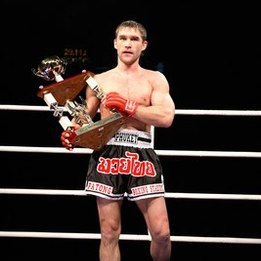 PHUKET
มวยไทย
PATONG BOXING STADIUM